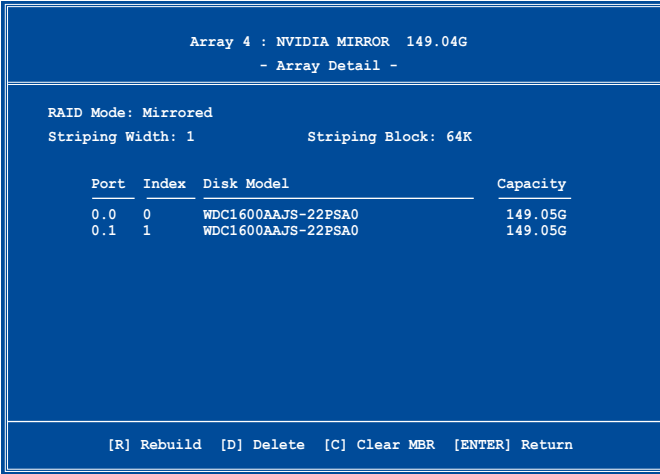 Array 4 : NVIDIA MIRROR 149.04G
- Array Detail -
RAID Mode: Mirrored
Striping Width: 1 Striping Block: 64K
Port Index Disk Model Capacity
0.0 0 WDC1600AAJS-22PSA0 149.05G
0.1 1 WDC1600AAJS-22PSA0 149.05G
[R] Rebuild [D] Delete [C] Clear MBR [ENTER] Return